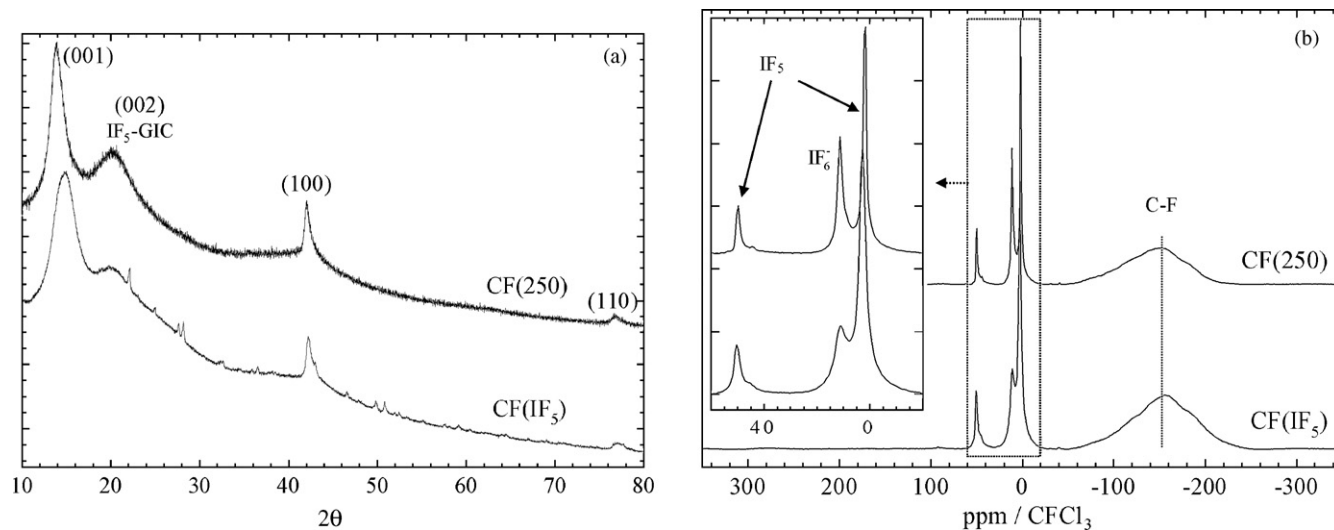 (a)
(001)
(002)
IF₅-GIC
(100)
CF(250)
(110)
CF(IF₅)
10 20 30 40 50 60 70 80
2θ
(b)
IF₅
IF₆⁻
C-F
CF(250)
CF(IF₅)
40 0
300 200 100 0 -100 -200 -300
ppm / CFCl₃